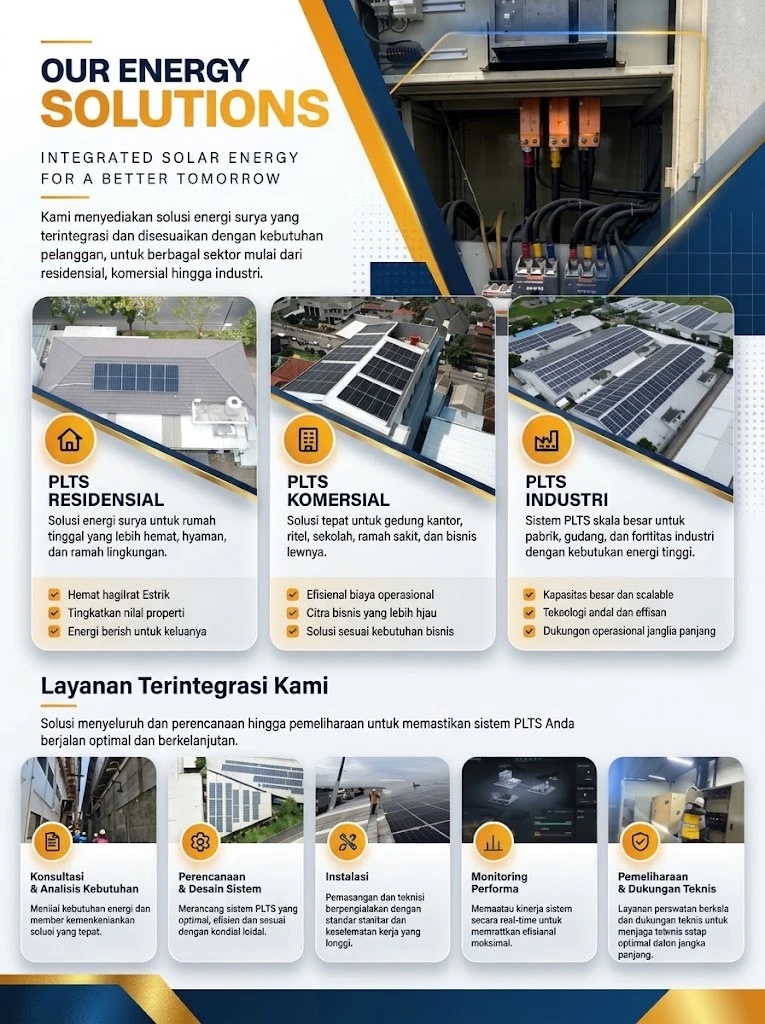 OUR ENERGY
SOLUTIONS
INTEGRATED SOLAR ENERGY
FOR A BETTER TOMORROW
Kami menyediakan solusi energi surya yang
terintegrasi dan disesuaikan dengan kebutuhan
pelanggan, untuk berbagai sektor mulai dari
residensial, komersial hingga industri.
PLTS
RESIDENSIAL
Solusi energi surya untuk rumah
tinggal yang lebih hemat, hyaman,
dan ramah lingkungan.
Hemat hagilrat Estrik
Tingkatkan nilal properti
Energi berish untuk keluanya
PLTS
KOMERSIAL
Solusi tepat untuk gedung kantor,
ritel, sekolah, ramah sakit, dan bisnis
lewnya.
Efisienal biaya operasional
Citra bisnis yang lebih hjau
Solusi sesuai kebutuhan bisnis
PLTS
INDUSTRI
Sistem PLTS skala besar untuk
pabrik, gudang, dan forttitas industri
dengan kebutukan energi tinggi.
Kapasitas besar dan scalable
Tekeologi andal dan effisan
Dukungon operasional janglia panjang
Layanan Terintegrasi Kami
Solusi menyeluruh dan perencanaan hingga pemeliharaan untuk memastikan sistem PLTS Anda
berjalan optimal dan berkelanjutan.
Konsultasi
& Analisis Kebutuhan
Meniiai kebutuhan energi dan
member kemenkeniankan
soluoi yang tepat.
Perencanaan
& Desain Sistem
Merancang sistem PLTS yang
optimal, efisien dan sesuai
dengan kondial loidal.
Instalasi
Pemasangan dan teknisi
berpengialakan dengan
standar stanitar dan
keselematan kerja yang
longgi.
Monitoring
Performa
Memaatau kinerja sistem
secara real-time untuk
memrattkan efisianal
moksimal.
Pemeliharaan
& Dukungan Teknis
Layanan perswatan berkala
dan dukungan teknis untuk
menjaga tetwnis sstap
optimal daton jangka
panjang.